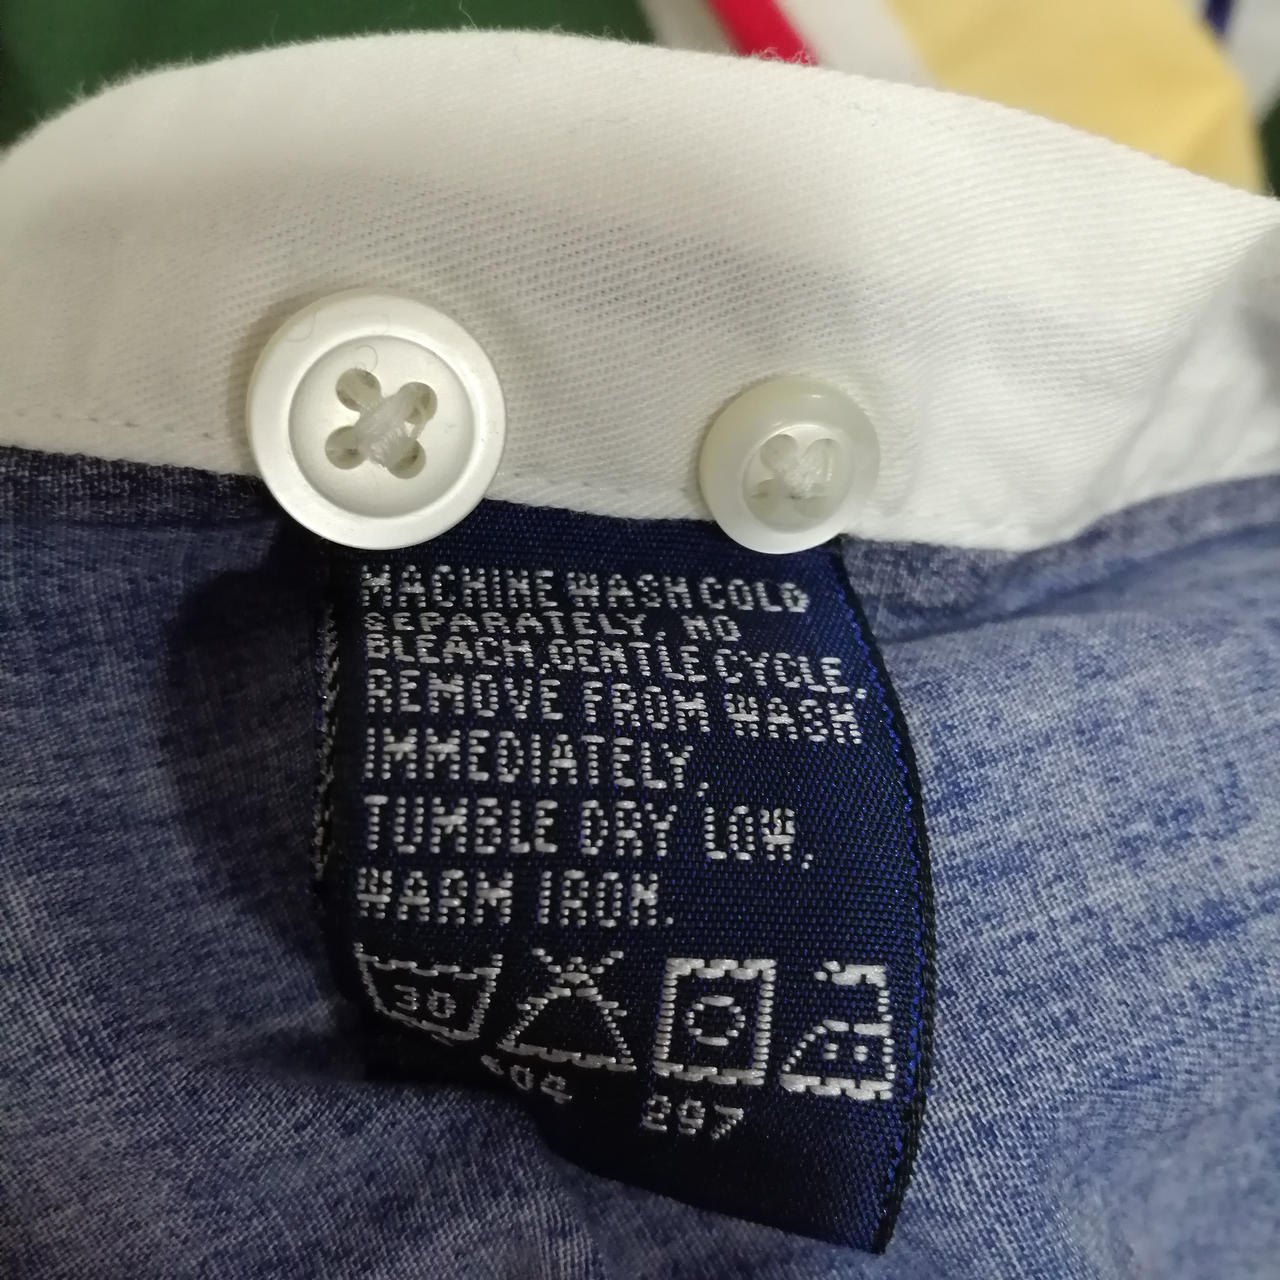 MACHINE WASH COLD
SEPARATELY, NO
BLEACH, GENTLE CYCLE,
REMOVE FROM WASH
IMMEDIATELY,
TUMBLE DRY LOW,
WARM IRON.
30
297